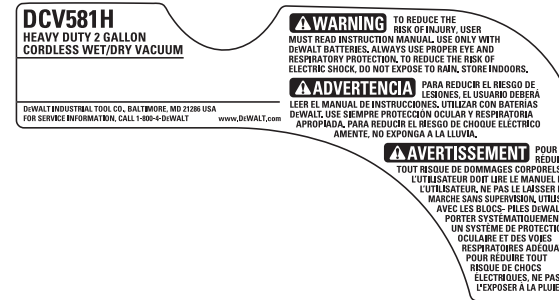 DCV581H
HEAVY DUTY 2 GALLON
CORDLESS WET/DRY VACUUM
DEWALT INDUSTRIAL TOOL CO., BALTIMORE, MD 21286 USA
FOR SERVICE INFORMATION, CALL 1-800-4-DEWALT www.DEWALT.com
WARNING TO REDUCE THE
RISK OF INJURY, USER
MUST READ INSTRUCTION MANUAL. USE ONLY WITH
DEWALT BATTERIES. ALWAYS USE PROPER EYE AND
RESPIRATORY PROTECTION. TO REDUCE THE RISK OF
ELECTRIC SHOCK, DO NOT EXPOSE TO RAIN. STORE INDOORS.
ADVERTENCIA PARA REDUCIR EL RIESGO DE
LESIONES, EL USUARIO DEBERÁ
LEER EL MANUAL DE INSTRUCCIONES. UTILIZAR CON BATERÍAS
DEWALT. USE SIEMPRE PROTECCIÓN OCULAR Y RESPIRATORIA
APROPIADA. PARA REDUCIR EL RIESGO DE CHOQUE ELÉCTRICO
AMENTE, NO EXPONGA A LA LLUVIA.
AVERTISSEMENT POUR
RÉDUI
TOUT RISQUE DE DOMMAGES CORPORELS
L'UTILISATEUR DOIT LIRE LE MANUEL
L'UTILISATEUR. NE PAS LE LAISSER
MARCHE SANS SUPERVISION. UTILIS
AVEC LES BLOCS- PILES DEWAL
PORTER SYSTÉMATIQUEMEN
UN SYSTÈME DE PROTECTIO
OCULAIRE ET DES VOIES
RESPIRATOIRES ADÉQUA
POUR RÉDUIRE TOUT
RISQUE DE CHOCS
ÉLECTRIQUES, NE PAS
L'EXPOSER À LA PLUIE